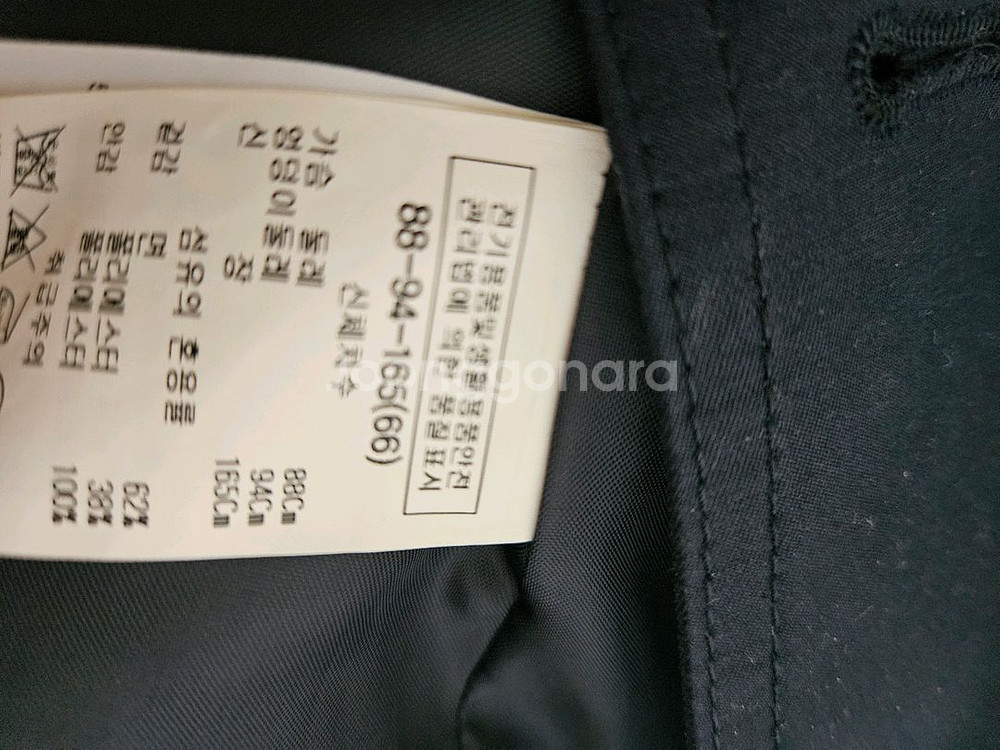 전기용품및생활용품안전
관리법에 의한 품질표시
88-94-165(66)
신체치수
가슴 둘레 88Cm
엉덩이둘레 94Cm
신 장 165Cm
섬유의 혼용률
겉감 면 62%
폴리에스터 38%
안감 폴리에스터 100%
취급주의
joonggonara